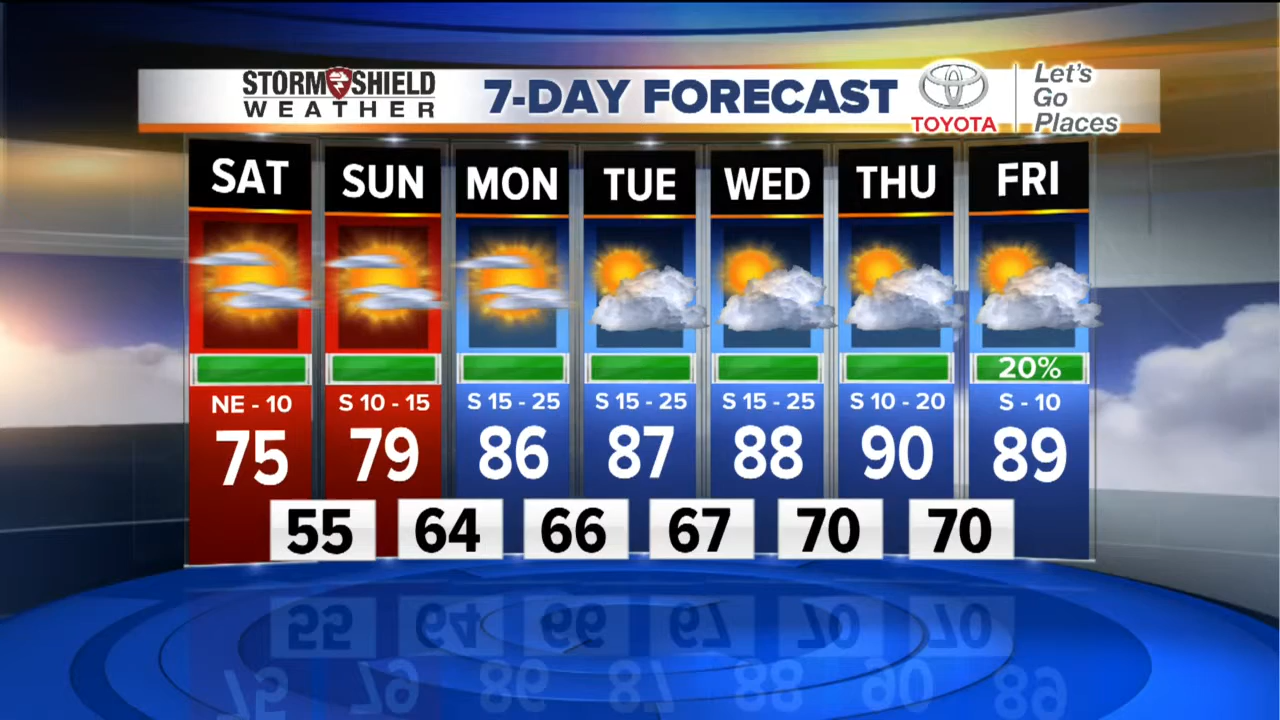 STORM SHIELD
WEATHER
7-DAY FORECAST
TOYOTA
Let's
Go
Places
SAT SUN MON TUE WED THU FRI
20%
NE - 10 S 10 - 15 S 15 - 25 S 15 - 25 S 15 - 25 S 10 - 20 S - 10
75 79 86 87 88 90 89
55 64 66 67 70 70